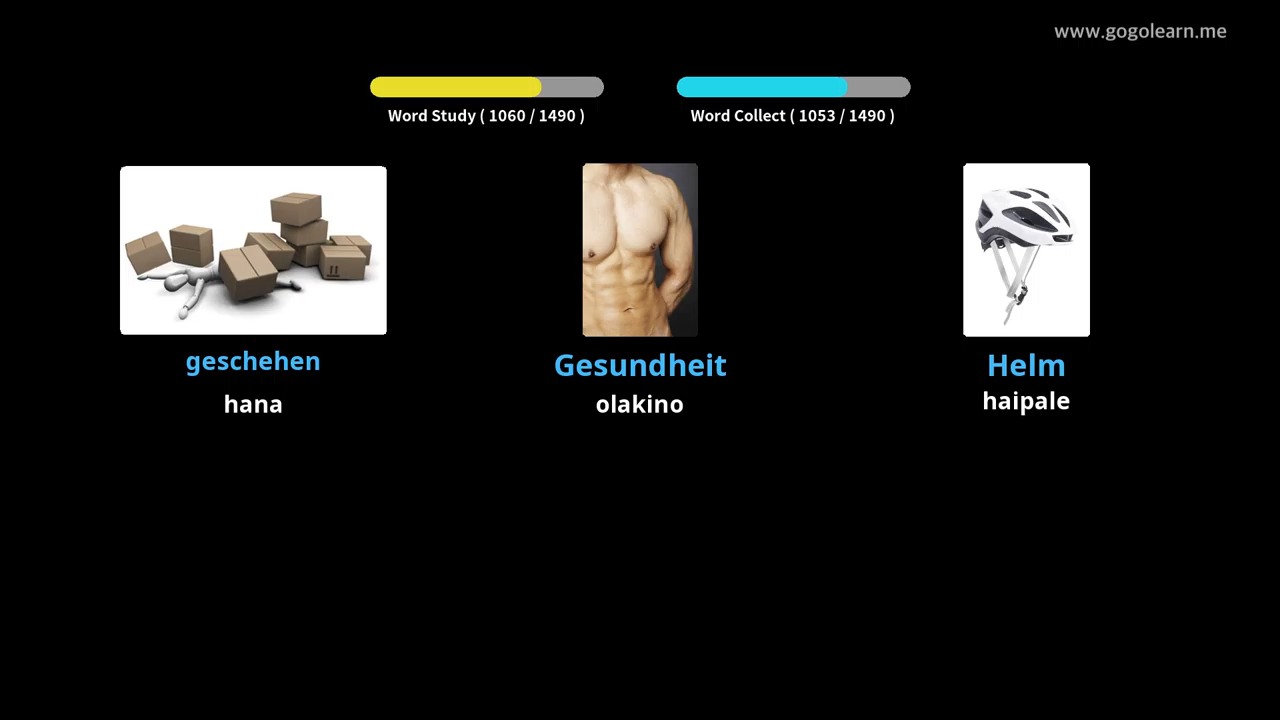 www.gogolearn.me
Word Study ( 1060 / 1490 )
Word Collect ( 1053 / 1490 )
geschehen
hana
Gesundheit
olakino
Helm
haipale